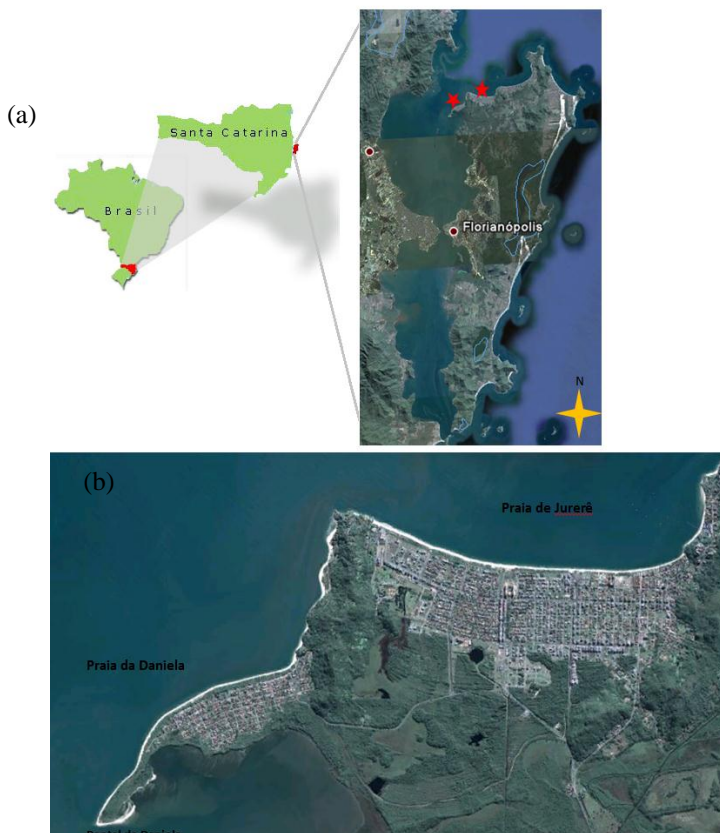 (a)
Santa Catarina
Brasil
Florianópolis
N
(b)
Praia de Jurerê
Praia da Daniela